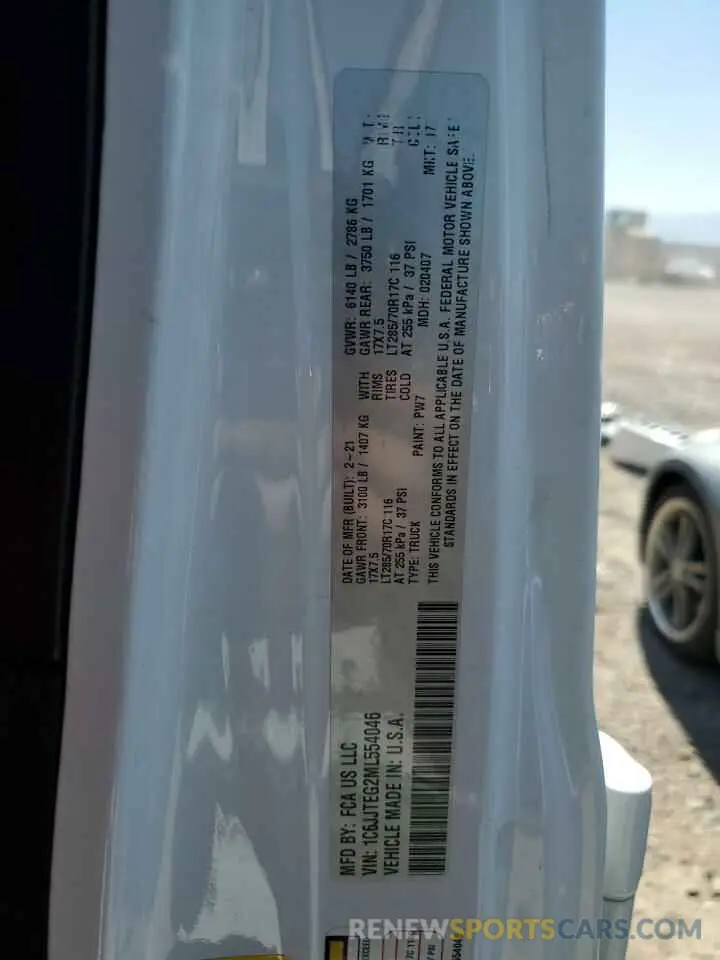 MFD BY: FCA US LLC
VIN: 1C6JJTEG2ML554046
VEHICLE MADE IN: U.S.A.
DATE OF MFR (BUILT): 2-21
GAWR FRONT: 3100 LB / 1407 KG
17X7.5
LT285/70R17C 116
AT 255 kPa / 37 PSI
TYPE: TRUCK
WITH
RIMS
TIRES
COLD
PAINT: PW7
GVWR: 6140 LB / 2786 KG
GAWR REAR: 3750 LB / 1701 KG
17X7.5
LT285/70R17C 116
AT 255 kPa / 37 PSI
MDH: 020407
MKT:
THIS VEHICLE CONFORMS TO ALL APPLICABLE U.S.A. FEDERAL MOTOR VEHICLE
STANDARDS IN EFFECT ON THE DATE OF MANUFACTURE SHOWN ABOVE.
RENEWSPORTSCARS.COM